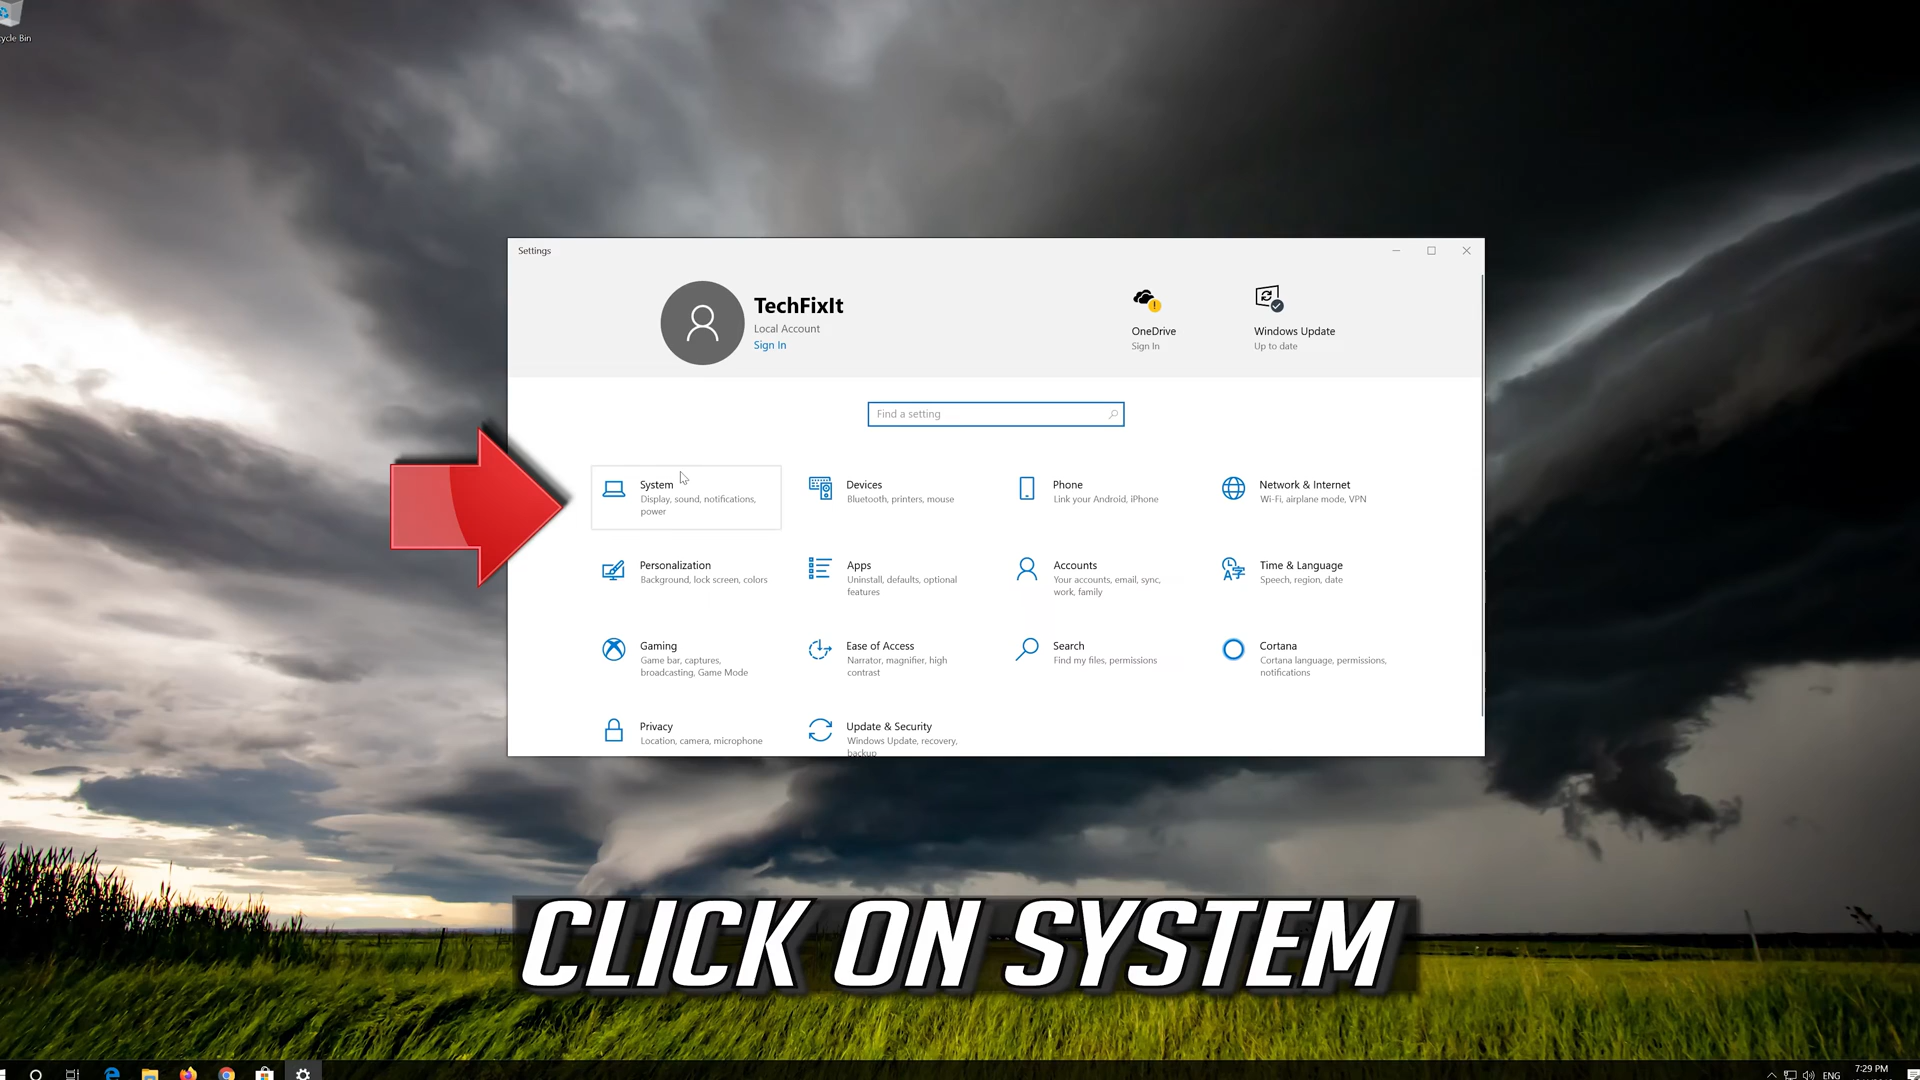 cycle Bin
Settings
TechFixIt
Local Account
Sign In
OneDrive
Sign In
Windows Update
Up to date
Find a setting
System
Display, sound, notifications,
power
Devices
Bluetooth, printers, mouse
Phone
Link your Android, iPhone
Network & Internet
Wi-Fi, airplane mode, VPN
Personalization
Background, lock screen, colors
Apps
Uninstall, defaults, optional
features
Accounts
Your accounts, email, sync,
work, family
Time & Language
Speech, region, date
Gaming
Game bar, captures,
broadcasting, Game Mode
Ease of Access
Narrator, magnifier, high
contrast
Search
Find my files, permissions
Cortana
Cortana language, permissions,
notifications
Privacy
Location, camera, microphone
Update & Security
Windows Update, recovery,
backup
CLICK ON SYSTEM
ENG
7:29 PM